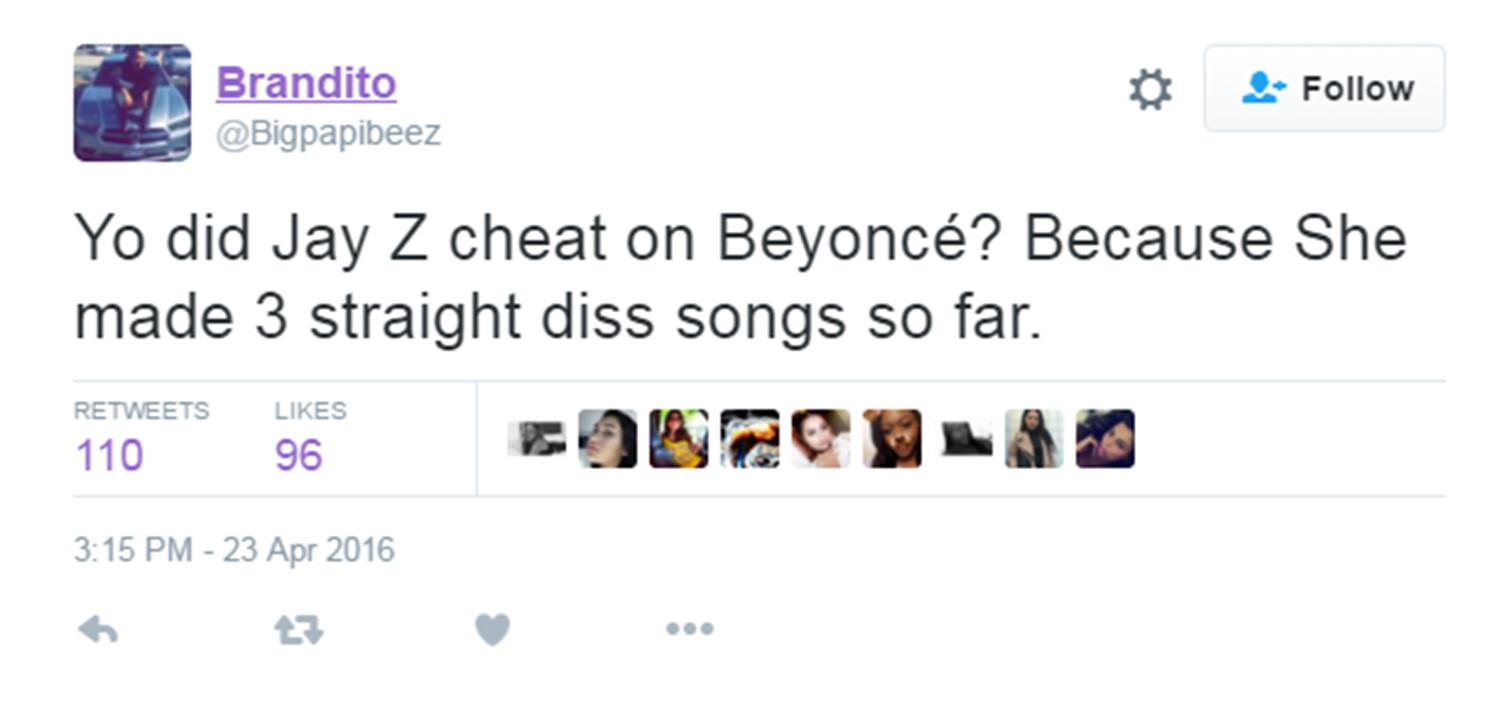 Brandito
@Bigpapibeez
Follow
Yo did Jay Z cheat on Beyoncé? Because She
made 3 straight diss songs so far.
RETWEETS LIKES
110 96
3:15 PM - 23 Apr 2016